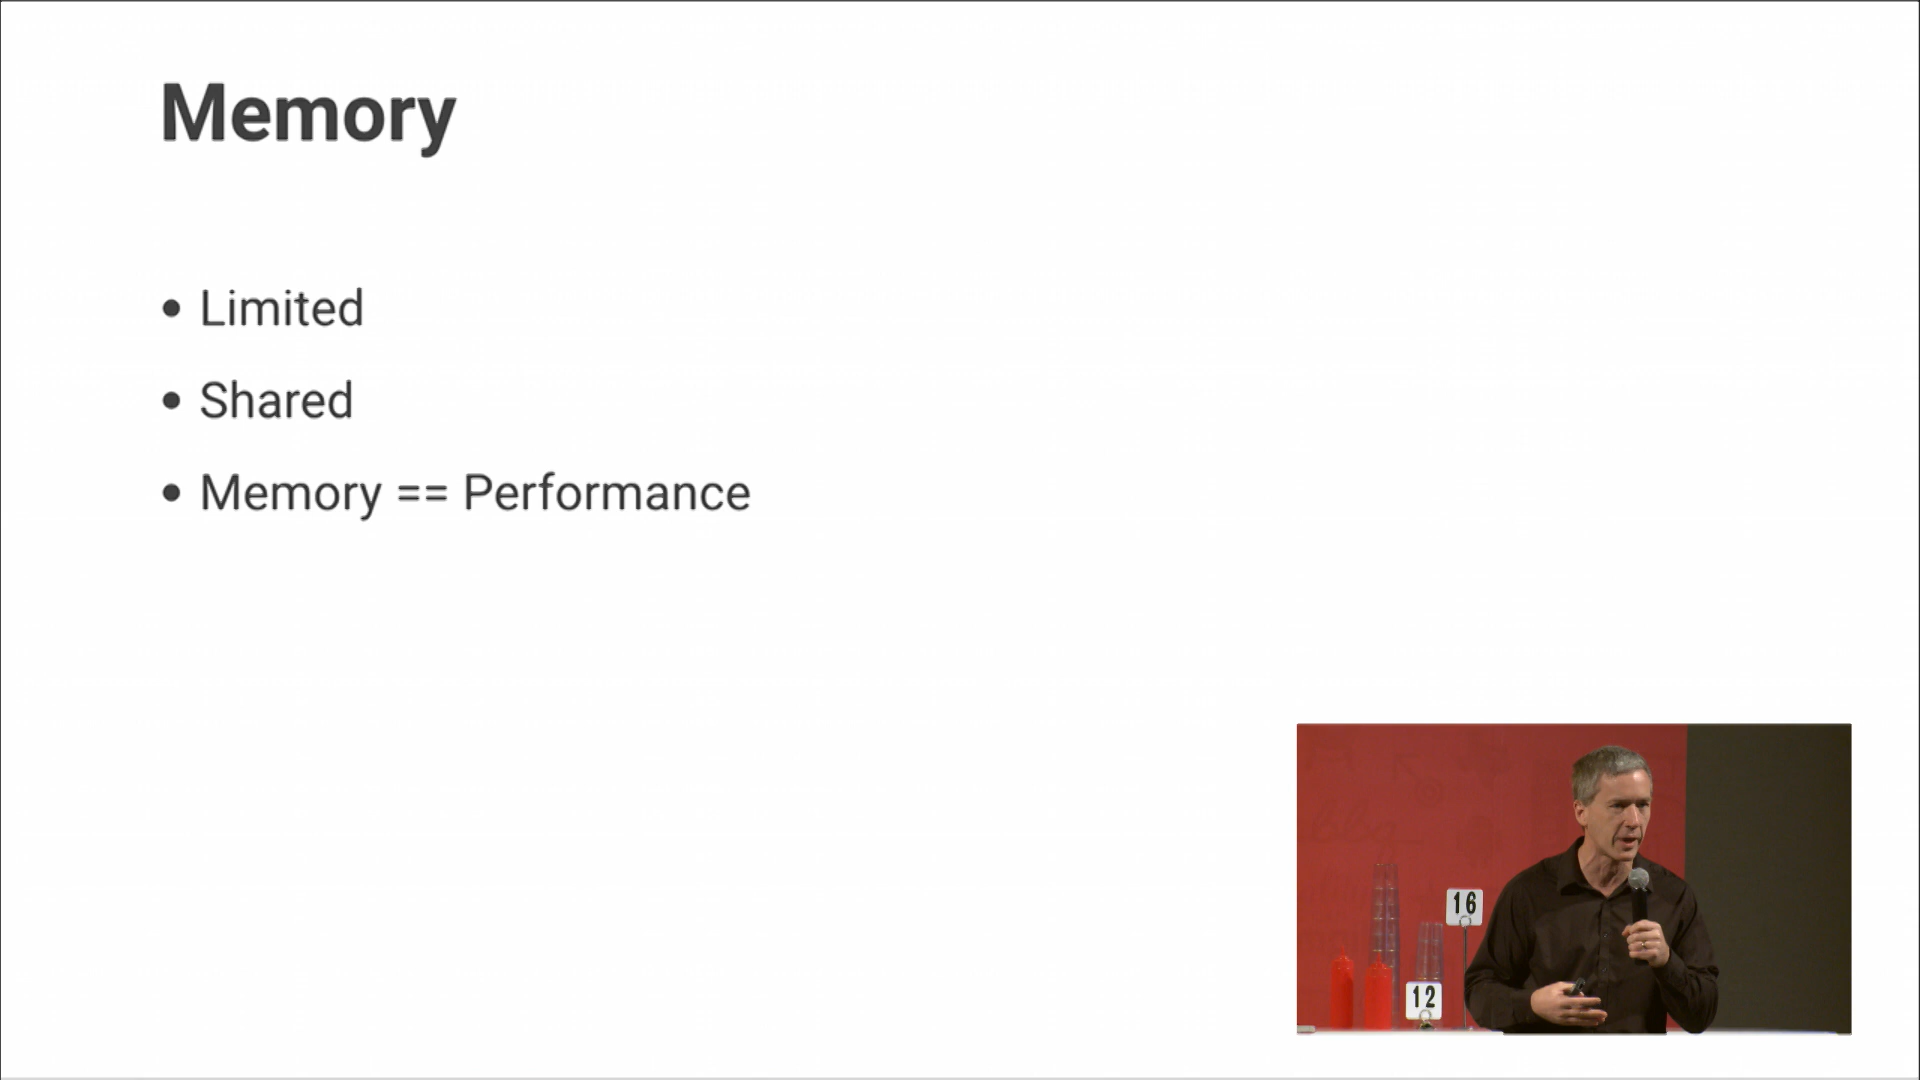 Memory
• Limited
• Shared
• Memory == Performance
16
12